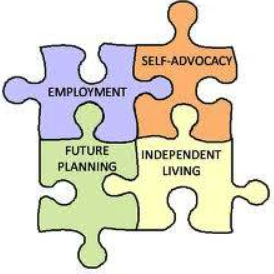 SELF-ADVOCACY
EMPLOYMENT
FUTURE
PLANNING
INDEPENDENT
LIVING